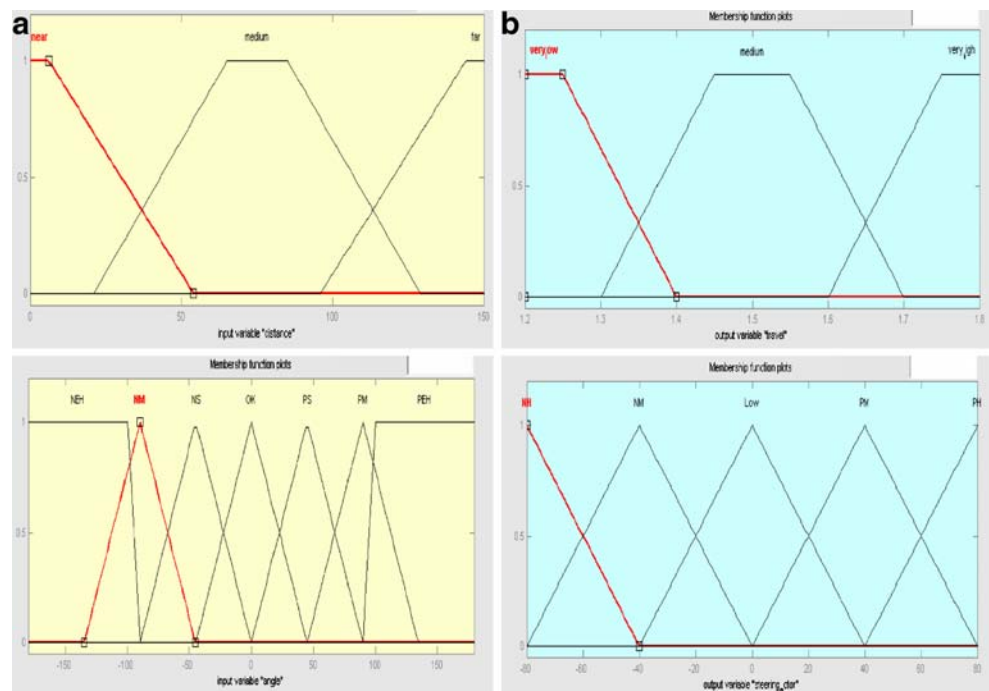 a
near medium far
1
0.5
0
0 50 100 150
input variable "distance"
Membership function plots
NEH NM NS OK PS PM PEH
1
0.5
0
-150 -100 -50 0 50 100 150
input variable "angle"
b
Membership function plots
medium
1
0.5
0
1.2 1.3 1.4 1.5 1.6 1.7 1.8
output variable "travel"
Membership function plots
NH NM Low PM PH
1
0.5
0
-80 -60 -40 -20 0 20 40 60 80
output variable